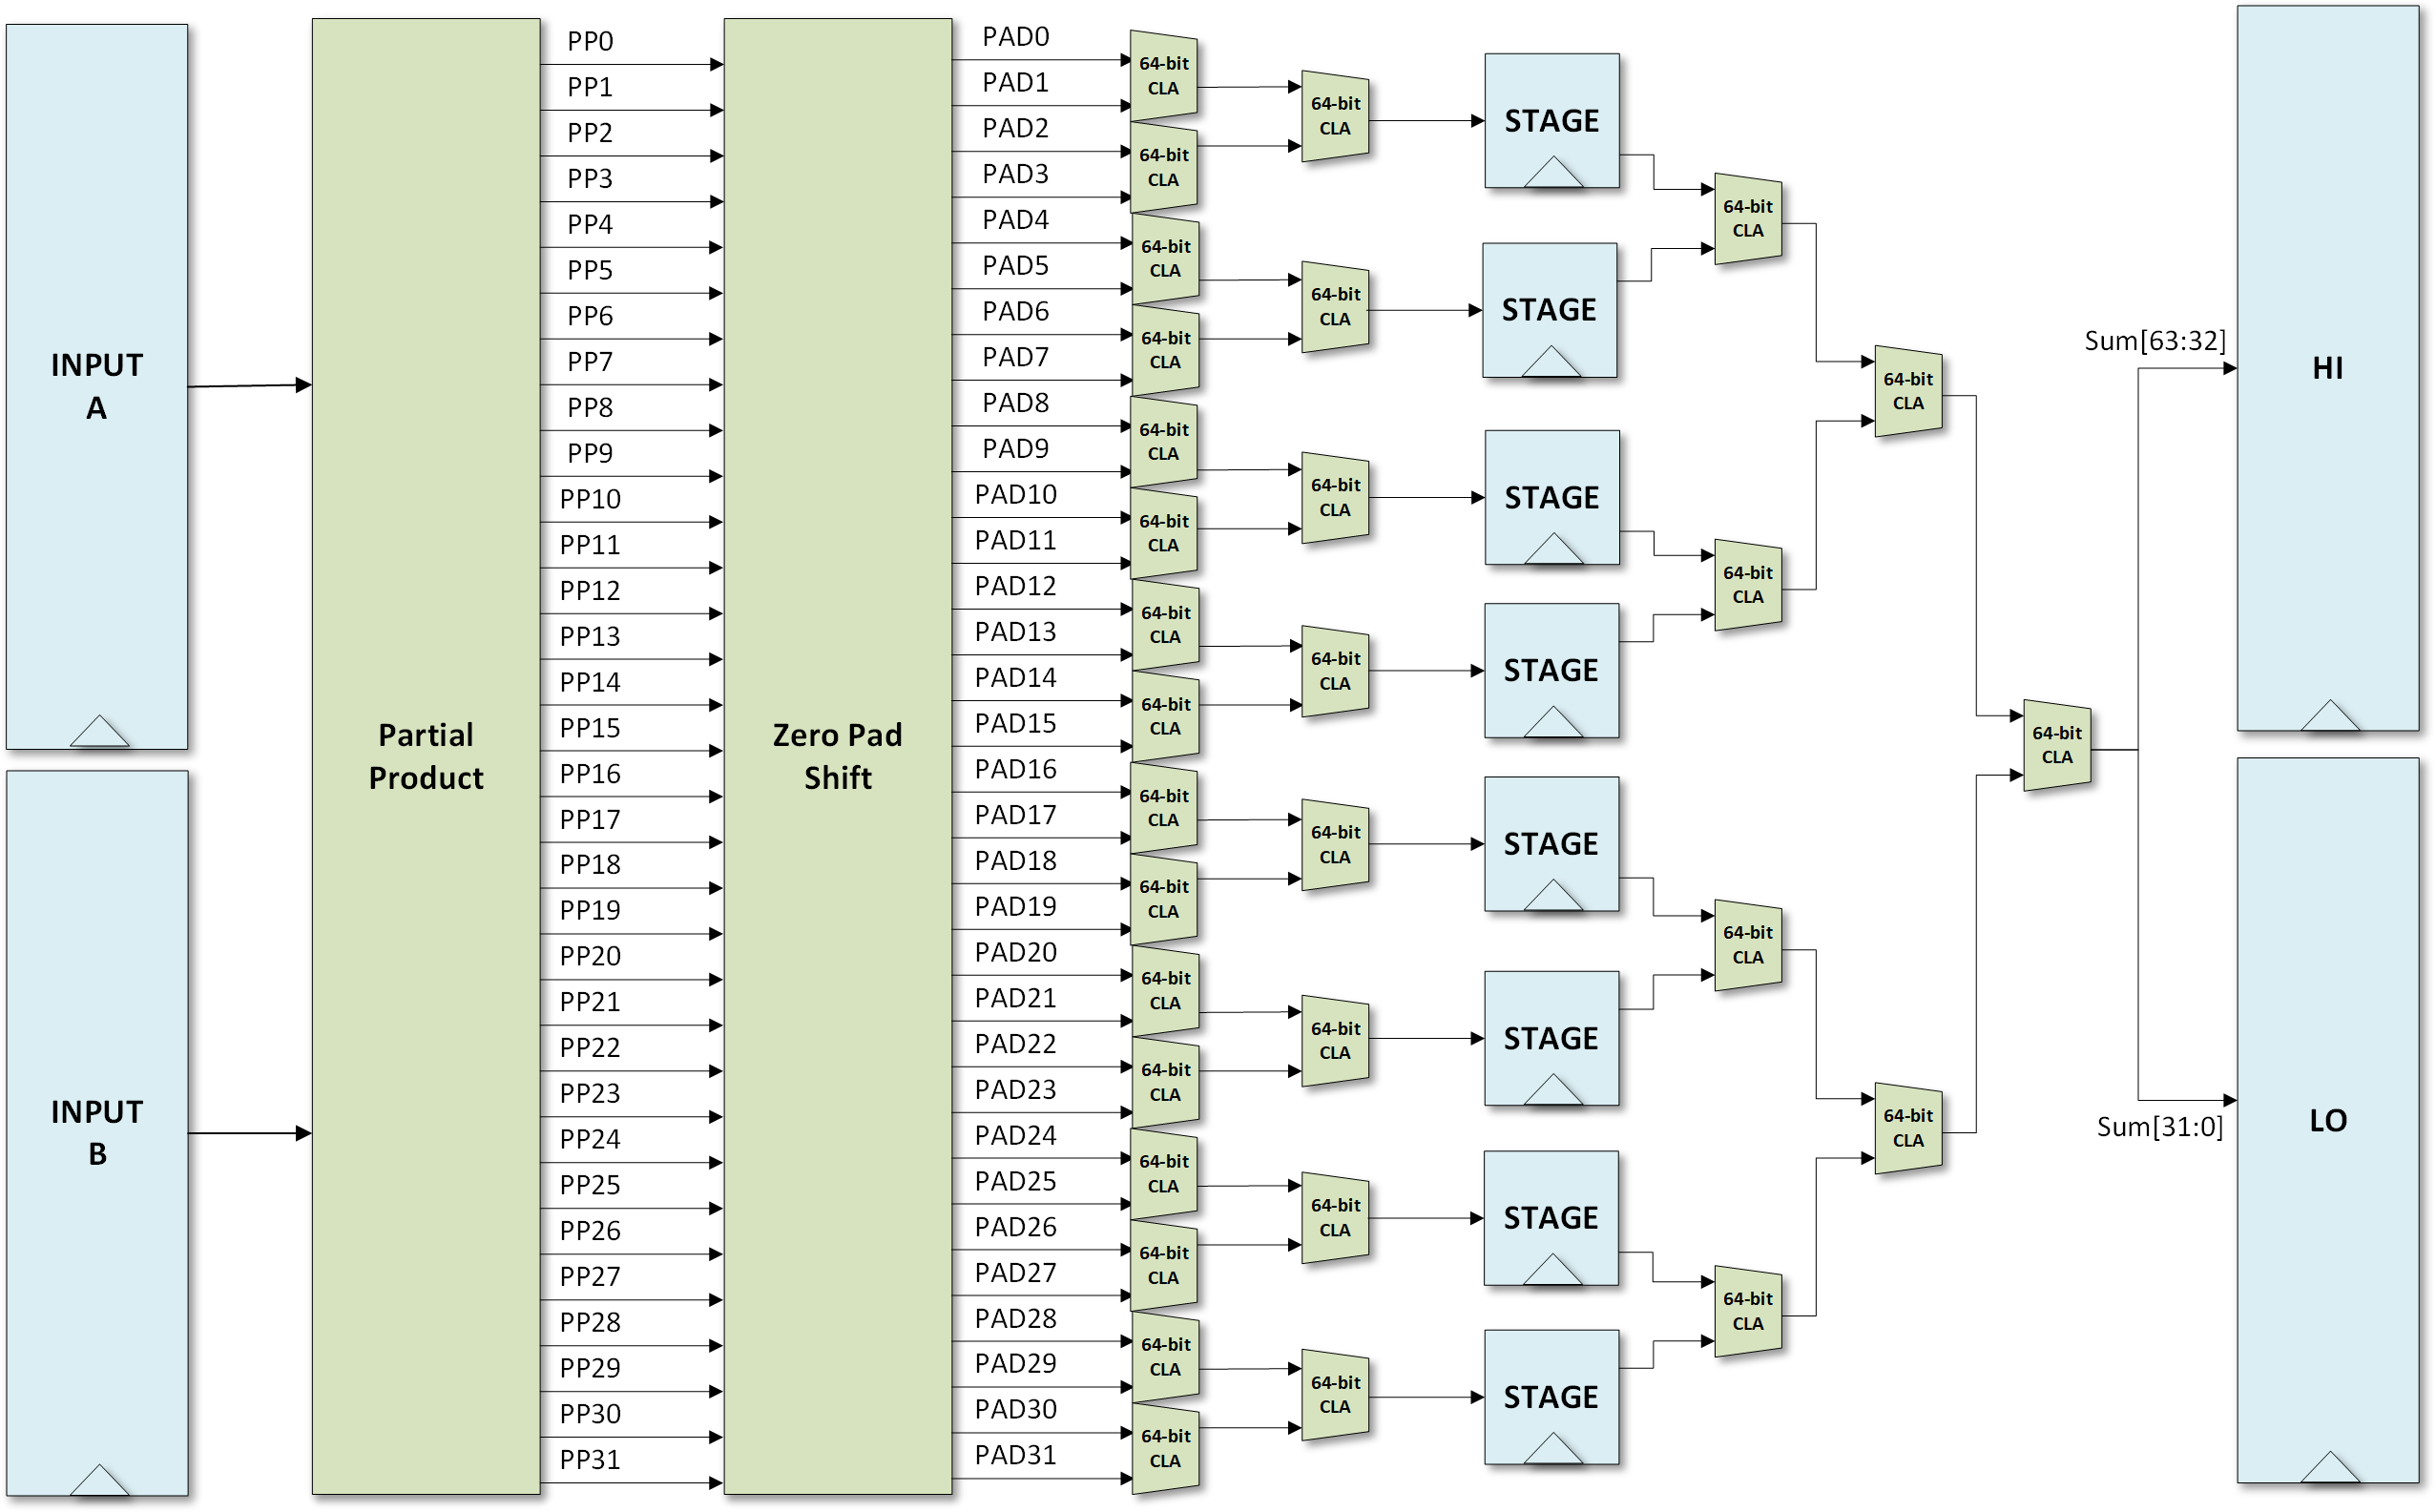 INPUT
A
INPUT
B
Partial
Product
PP0
PP1
PP2
PP3
PP4
PP5
PP6
PP7
PP8
PP9
PP10
PP11
PP12
PP13
PP14
PP15
PP16
PP17
PP18
PP19
PP20
PP21
PP22
PP23
PP24
PP25
PP26
PP27
PP28
PP29
PP30
PP31
Zero Pad
Shift
PAD0
PAD1
PAD2
PAD3
PAD4
PAD5
PAD6
PAD7
PAD8
PAD9
PAD10
PAD11
PAD12
PAD13
PAD14
PAD15
PAD16
PAD17
PAD18
PAD19
PAD20
PAD21
PAD22
PAD23
PAD24
PAD25
PAD26
PAD27
PAD28
PAD29
PAD30
PAD31
64-bit
CLA
64-bit
CLA
64-bit
CLA
64-bit
CLA
64-bit
CLA
64-bit
CLA
64-bit
CLA
64-bit
CLA
64-bit
CLA
64-bit
CLA
64-bit
CLA
64-bit
CLA
64-bit
CLA
64-bit
CLA
64-bit
CLA
64-bit
CLA
64-bit
CLA
64-bit
CLA
64-bit
CLA
64-bit
CLA
64-bit
CLA
64-bit
CLA
64-bit
CLA
64-bit
CLA
STAGE
STAGE
STAGE
STAGE
STAGE
STAGE
STAGE
STAGE
64-bit
CLA
64-bit
CLA
64-bit
CLA
64-bit
CLA
64-bit
CLA
64-bit
CLA
64-bit
CLA
Sum[63:32]
Sum[31:0]
HI
LO